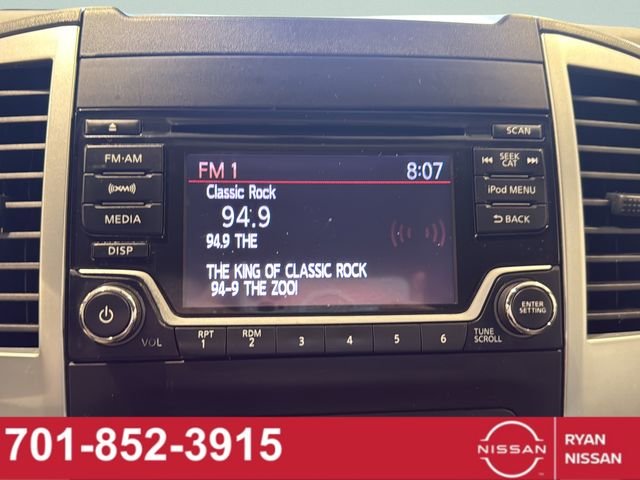 SCAN
FM·AM
((XM))
MEDIA
DISP
FM 1 8:07
Classic Rock
94.9
94.9 THE
THE KING OF CLASSIC ROCK
94-9 THE ZOO!
SEEK
CAT
iPod MENU
BACK
VOL
RPT
1
RDM
2
3
4
5
6
TUNE
SCROLL
ENTER
SETTING
701-852-3915
NISSAN
RYAN
NISSAN